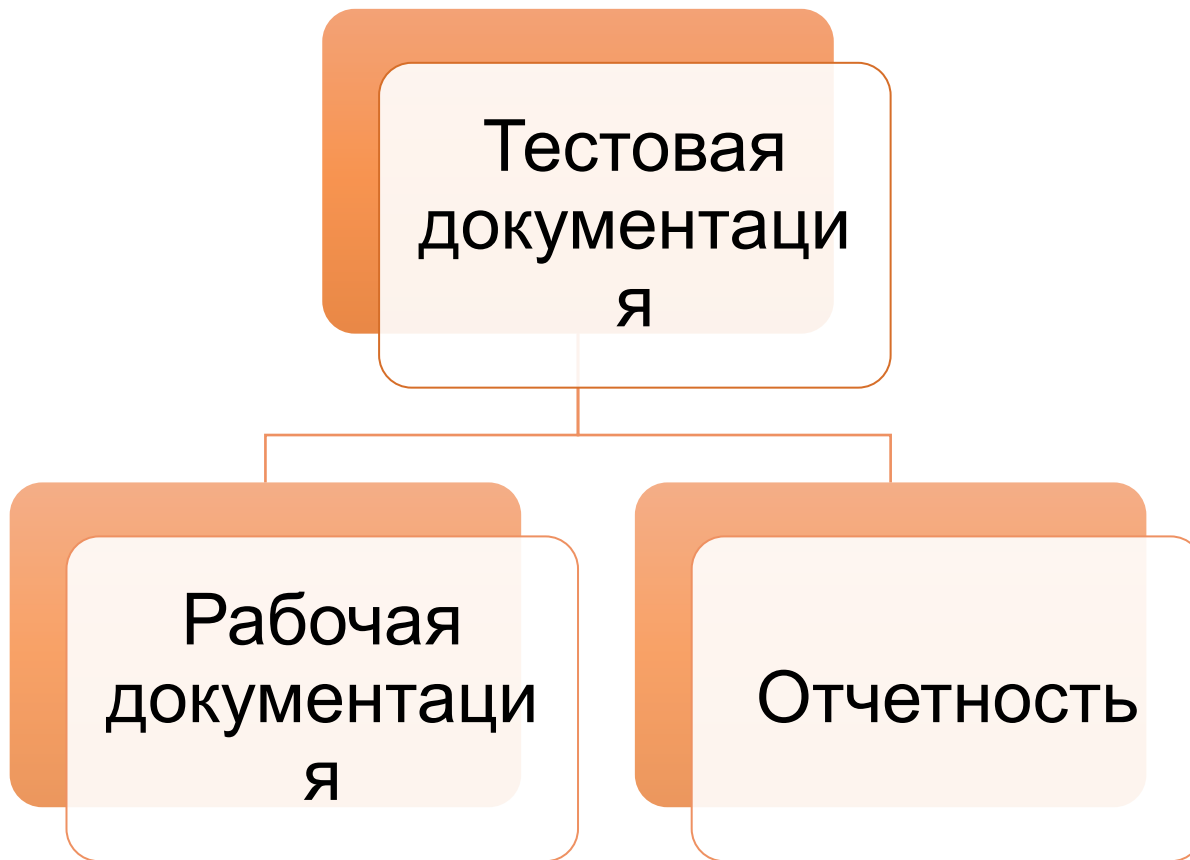 Тестовая
документаци
я
Рабочая
документаци
я
Отчетность